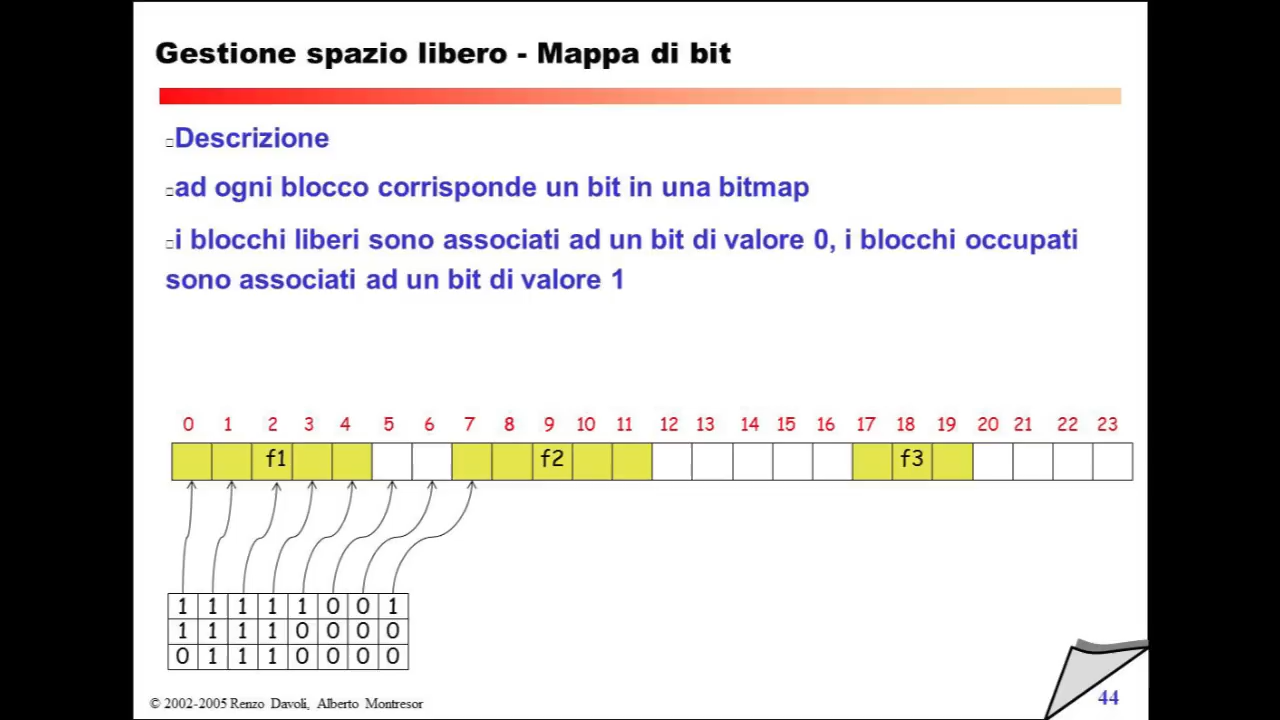 Gestione spazio libero - Mappa di bit
Descrizione
ad ogni blocco corrisponde un bit in una bitmap
i blocchi liberi sono associati ad un bit di valore 0, i blocchi occupati
sono associati ad un bit di valore 1
0 1 2 3 4 5 6 7 8 9 10 11 12 13 14 15 16 17 18 19 20 21 22 23
f1 f2 f3
1 1 1 1 1 0 0 1
1 1 1 1 0 0 0 0
0 1 1 1 0 0 0 0
© 2002-2005 Renzo Davoli, Alberto Montresor
44